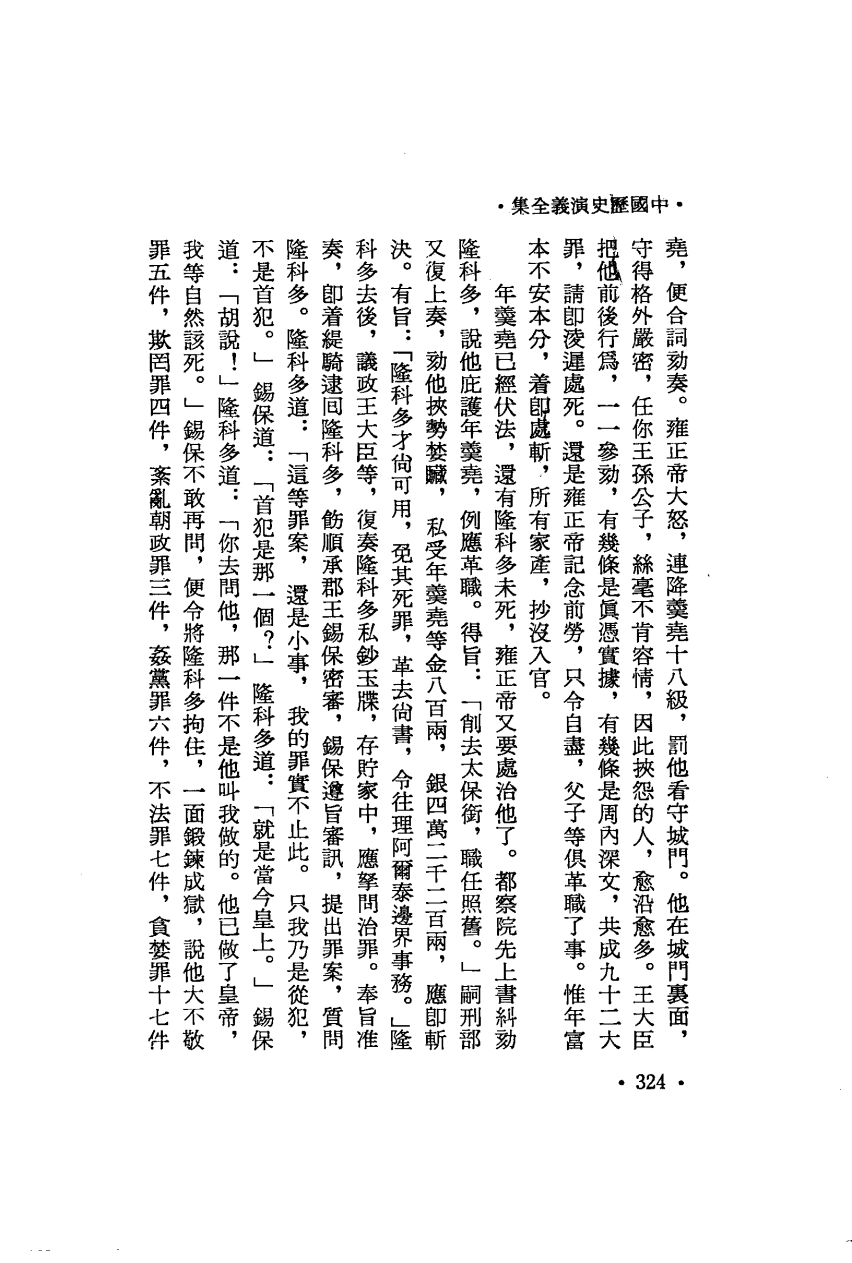 •中國歷史演義全集•
堯，便合詞劾奏。雍正帝大怒，連降羹堯十八級，罰他看守城門。他在城門裏面，
守得格外嚴密，任你王孫公子，絲毫不肯容情，因此挾怨的人，愈沿愈多。王大臣
把他前後行爲，一一參劾，有幾條是眞憑實據，有幾條是周內深文，共成九十二大
罪，請卽淩遲處死。還是雍正帝記念前勞，只令自盡，父子等俱革職了事。惟年富
本不安本分，着卽處斬，所有家產，抄沒入官。
年羹堯已經伏法，還有隆科多未死，雍正帝又要處治他了。都察院先上書糾劾
隆科多，說他庇護年羹堯，例應革職。得旨：「削去太保銜，職任照舊。」嗣刑部
又復上奏，劾他挾勢婪贓，私受年羹堯等金八百兩，銀四萬二千二百兩，應卽斬
決。有旨：「隆科多才尙可用，免其死罪，革去尙書，令往理阿爾泰邊界事務。」隆
科多去後，議政王大臣等，復奏隆科多私鈔玉牒，存貯家中，應拏問治罪。奉旨准
奏，卽着緹騎逮回隆科多，飭順承郡王錫保密審，錫保遵旨審訊，提出罪案，質問
隆科多。隆科多道：「這等罪案，還是小事，我的罪實不止此。只我乃是從犯，
不是首犯。」錫保道：「首犯是那一個？」隆科多道：「就是當今皇上。」錫保
道：「胡說！」隆科多道：「你去問他，那一件不是他叫我做的。他已做了皇帝，
我等自然該死。」錫保不敢再問，便令將隆科多拘住，一面鍛鍊成獄，說他大不敬
罪五件，欺罔罪四件，紊亂朝政罪三件，姦黨罪六件，不法罪七件，貪婪罪十七件
•324•